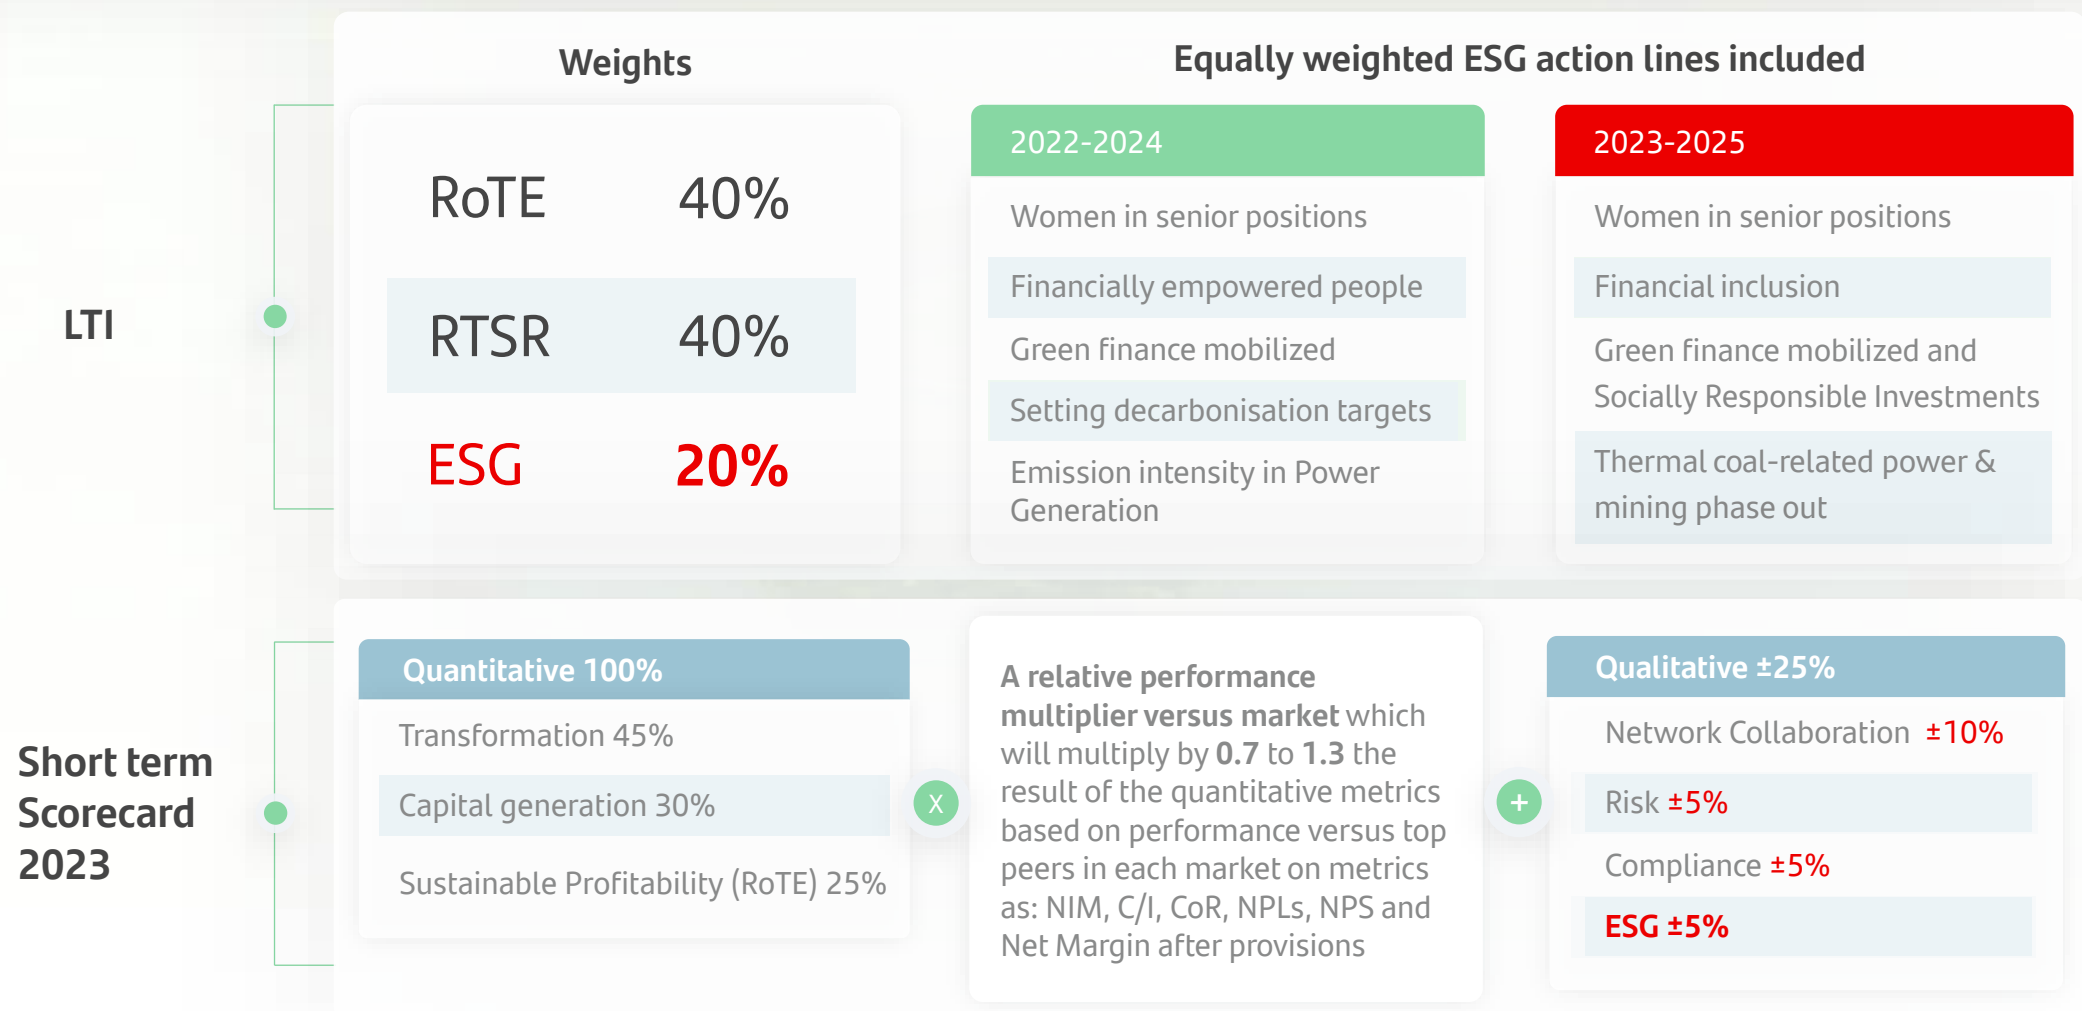 Weights
Equally weighted ESG action lines included
LTI
RoTE 40%
RTSR 40%
ESG 20%
2022-2024
Women in senior positions
Financially empowered people
Green finance mobilized
Setting decarbonisation targets
Emission intensity in Power
Generation
2023-2025
Women in senior positions
Financial inclusion
Green finance mobilized and
Socially Responsible Investments
Thermal coal-related power &
mining phase out
Short term
Scorecard
2023
Quantitative 100%
Transformation 45%
Capital generation 30%
Sustainable Profitability (RoTE) 25%
X
A relative performance
multiplier versus market which
will multiply by 0.7 to 1.3 the
result of the quantitative metrics
based on performance versus top
peers in each market on metrics
as: NIM, C/I, CoR, NPLs, NPS and
Net Margin after provisions
+
Qualitative ±25%
Network Collaboration ±10%
Risk ±5%
Compliance ±5%
ESG ±5%